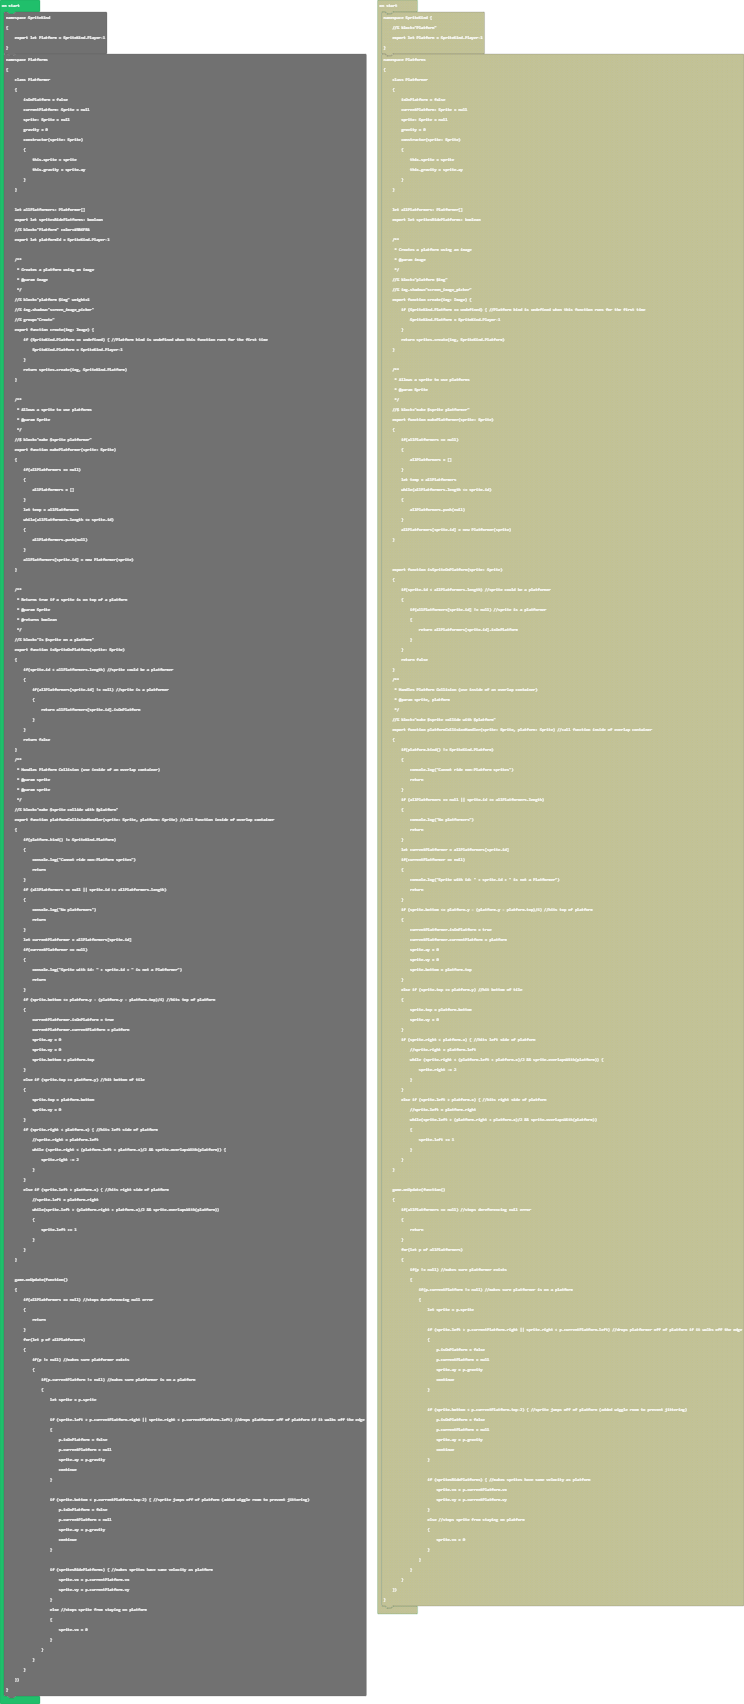 on start
namespace SpriteKind
{
export let Platform = SpriteKind.Player-1
}
namespace Platforms
{
class Platformer
{
isOnPlatform = false
currentPlatform: Sprite = null
sprite: Sprite = null
gravity = 0
constructor(sprite: Sprite)
{
this.sprite = sprite
this.gravity = sprite.ay
}
}
let allPlatformers: Platformer[]
export let spritesRidePlatforms: boolean
export let platformId = SpriteKind.Player-1
/**
* Creates a platform using an image
* @param image
*/
//% block="platform $img" weight=2
//% img.shadow="screen_image_picker"
//% group="Create"
export function create(img: Image) {
if (SpriteKind.Platform == undefined) { //Platform kind is undefined when this function runs for the first time
SpriteKind.Platform = SpriteKind.Player-1
}
return sprites.create(img, SpriteKind.Platform)
}
/**
* Allows a sprite to use platforms
* @param Sprite
*/
//% block="make $sprite platformer"
export function makePlatformer(sprite: Sprite)
{
if(allPlatformers == null)
{
allPlatformers = []
}
let temp = allPlatformers
while(allPlatformers.length <= sprite.id)
{
allPlatformers.push(null)
}
allPlatformers[sprite.id] = new Platformer(sprite)
}
/**
* Returns true if a sprite is on top of a platform
* @param Sprite
* @returns boolean
*/
//% block="Is $sprite on a platform"
export function isSpriteOnPlatform(sprite: Sprite)
{
if(sprite.id < allPlatformers.length) //sprite could be a platformer
{
if(allPlatformers[sprite.id] != null) //sprite is a platformer
{
return allPlatformers[sprite.id].isOnPlatform
}
}
return false
}
/**
* Handles Platform Collision (use inside of an overlap container)
* @param sprite
* @param sprite
*/
//% block="make $sprite collide with $platform"
export function platformCollisionHandler(sprite: Sprite, platform: Sprite) //call function inside of overlap container
{
if(platform.kind() != SpriteKind.Platform)
{
console.log("Cannot ride non-Platform sprites")
return
}
if (allPlatformers == null || sprite.id >= allPlatformers.length)
{
console.log("No platformers")
return
}
let currentPlatformer = allPlatformers[sprite.id]
if(currentPlatformer == null)
{
console.log("Sprite with id: " + sprite.id + " is not a Platformer")
return
}
if (sprite.bottom <= platform.y - (platform.y - platform.top)/2) //hits top of platform
{
currentPlatformer.isOnPlatform = true
currentPlatformer.currentPlatform = platform
sprite.ay = 0
sprite.vy = 0
sprite.bottom = platform.top
}
else if (sprite.top >= platform.y) //hit bottom of tile
{
sprite.top = platform.bottom
sprite.vy = 0
}
if (sprite.right < platform.x) { //hits left side of platform
//sprite.right = platform.left
while (sprite.right > (platform.left + platform.x)/2 && sprite.overlapsWith(platform)) {
sprite.right -= 1
}
}
else if (sprite.left > platform.x) { //hits right side of platform
//sprite.left = platform.right
while(sprite.left < (platform.right + platform.x)/2 && sprite.overlapsWith(platform))
{
sprite.left += 1
}
}
}
game.onUpdate(function()
{
if(allPlatformers == null) //stops dereferencing null error
{
return
}
for(let p of allPlatformers)
{
if(p != null) //makes sure platformer exists
{
if(p.currentPlatform != null) //makes sure platformer is on a platform
{
let sprite = p.sprite
if (sprite.left > p.currentPlatform.right || sprite.right < p.currentPlatform.left) //drops platformer off of platform if it walks off the edge
{
p.isOnPlatform = false
p.currentPlatform = null
sprite.ay = p.gravity
continue
}
if (sprite.bottom < p.currentPlatform.top-2) { //sprite jumps off of platform (added wiggle room to prevent jittering)
p.isOnPlatform = false
p.currentPlatform = null
sprite.ay = p.gravity
continue
}
if (spritesRidePlatforms) { //makes sprites have same velocity as platform
sprite.vx = p.currentPlatform.vx
sprite.vy = p.currentPlatform.vy
}
else //stops sprite from staying on platform
{
sprite.vx = 0
}
}
}
}
})
}
on start
namespace SpriteKind {
//% block="Platform"
export let Platform = SpriteKind.Player-1
}
namespace Platforms
{
class Platformer
{
isOnPlatform = false
currentPlatform: Sprite = null
sprite: Sprite = null
gravity = 0
constructor(sprite: Sprite)
{
this.sprite = sprite
this.gravity = sprite.ay
}
}
let allPlatformers: Platformer[]
export let spritesRidePlatforms: boolean
/**
* Creates a platform using an image
* @param image
*/
//% block="platform $img"
//% img.shadow="screen_image_picker"
export function create(img: Image) {
if (SpriteKind.Platform == undefined) { //Platform kind is undefined when this function runs for the first time
SpriteKind.Platform = SpriteKind.Player-1
}
return sprites.create(img, SpriteKind.Platform)
}
/**
* Allows a sprite to use platforms
* @param Sprite
*/
//% block="make $sprite platformer"
export function makePlatformer(sprite: Sprite)
{
if(allPlatformers == null)
{
allPlatformers = []
}
let temp = allPlatformers
while(allPlatformers.length <= sprite.id)
{
allPlatformers.push(null)
}
allPlatformers[sprite.id] = new Platformer(sprite)
}
export function isSpriteOnPlatform(sprite: Sprite)
{
if(sprite.id < allPlatformers.length) //sprite could be a platformer
{
if(allPlatformers[sprite.id] != null) //sprite is a platformer
{
return allPlatformers[sprite.id].isOnPlatform
}
}
return false
}
/**
* Handles Platform Collision (use inside of overlap container)
* @param sprite, platform
*/
//% block="make $sprite collide with $platform"
export function platformCollisionHandler(sprite: Sprite, platform: Sprite) //call function inside of overlap container
{
if(platform.kind() != SpriteKind.Platform)
{
console.log("Cannot ride non-Platform sprites")
return
}
if (allPlatformers == null || sprite.id >= allPlatformers.length)
{
console.log("No platformers")
return
}
let currentPlatformer = allPlatformers[sprite.id]
if(currentPlatformer == null)
{
console.log("Sprite with id: " + sprite.id + " is not a Platformer")
return
}
if (sprite.bottom <= platform.y - (platform.y - platform.top)/2) //hits top of platform
{
currentPlatformer.isOnPlatform = true
currentPlatformer.currentPlatform = platform
sprite.ay = 0
sprite.vy = 0
sprite.bottom = platform.top
}
else if (sprite.top >= platform.y) //hit bottom of tile
{
sprite.top = platform.bottom
sprite.vy = 0
}
if (sprite.right < platform.x) { //hits left side of platform
//sprite.right = platform.left
while (sprite.right > (platform.left + platform.x)/2 && sprite.overlapsWith(platform)) {
sprite.right -= 1
}
}
else if (sprite.left > platform.x) { //hits right side of platform
//sprite.left = platform.right
while(sprite.left < (platform.right + platform.x)/2 && sprite.overlapsWith(platform))
{
sprite.left += 1
}
}
}
game.onUpdate(function()
{
if(allPlatformers == null) //stops dereferencing null error
{
return
}
for(let p of allPlatformers)
{
if(p != null) //makes sure platformer exists
{
if(p.currentPlatform != null) //makes sure platformer is on a platform
{
let sprite = p.sprite
if (sprite.left > p.currentPlatform.right || sprite.right < p.currentPlatform.left) //drops platformer off of platform if it walks off the edge
{
p.isOnPlatform = false
p.currentPlatform = null
sprite.ay = p.gravity
continue
}
if (sprite.bottom < p.currentPlatform.top-2) { //sprite jumps off of platform (added wiggle room to prevent jittering)
p.isOnPlatform = false
p.currentPlatform = null
sprite.ay = p.gravity
continue
}
if (spritesRidePlatforms) { //makes sprites have same velocity as platform
sprite.vx = p.currentPlatform.vx
sprite.vy = p.currentPlatform.vy
}
else //stops sprite from staying on platform
{
sprite.vx = 0
}
}
}
}
})
}